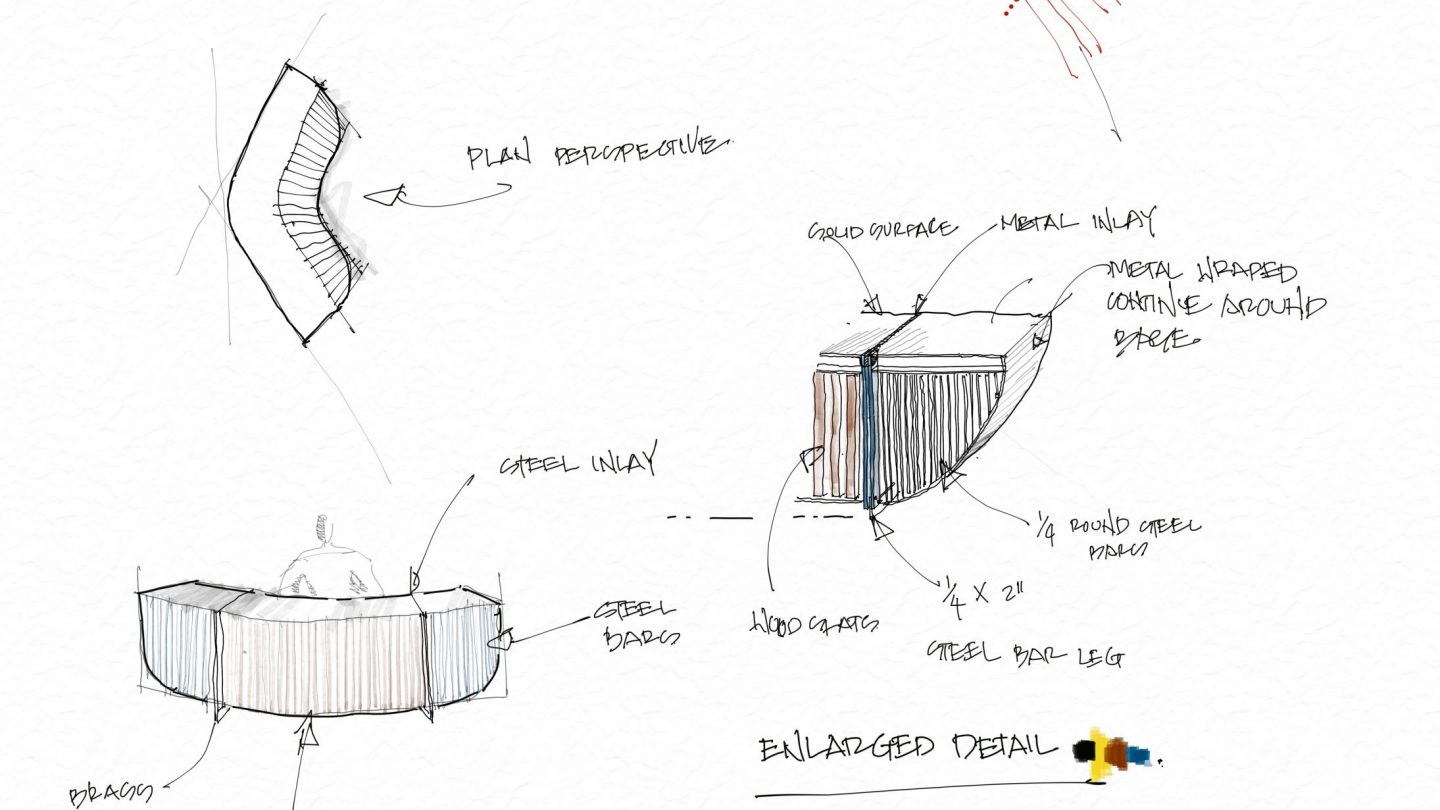 PLAN PERSPECTIVE
SOLID SURFACE
METAL INLAY
METAL WRAPED
CONTINUE AROUND
BASE
STEEL INLAY
STEEL
BARS
BRASS
WOOD SLATS
1/4 ROUND STEEL
BARS
1/4 X 2"
STEEL BAR LEG
ENLARGED DETAIL